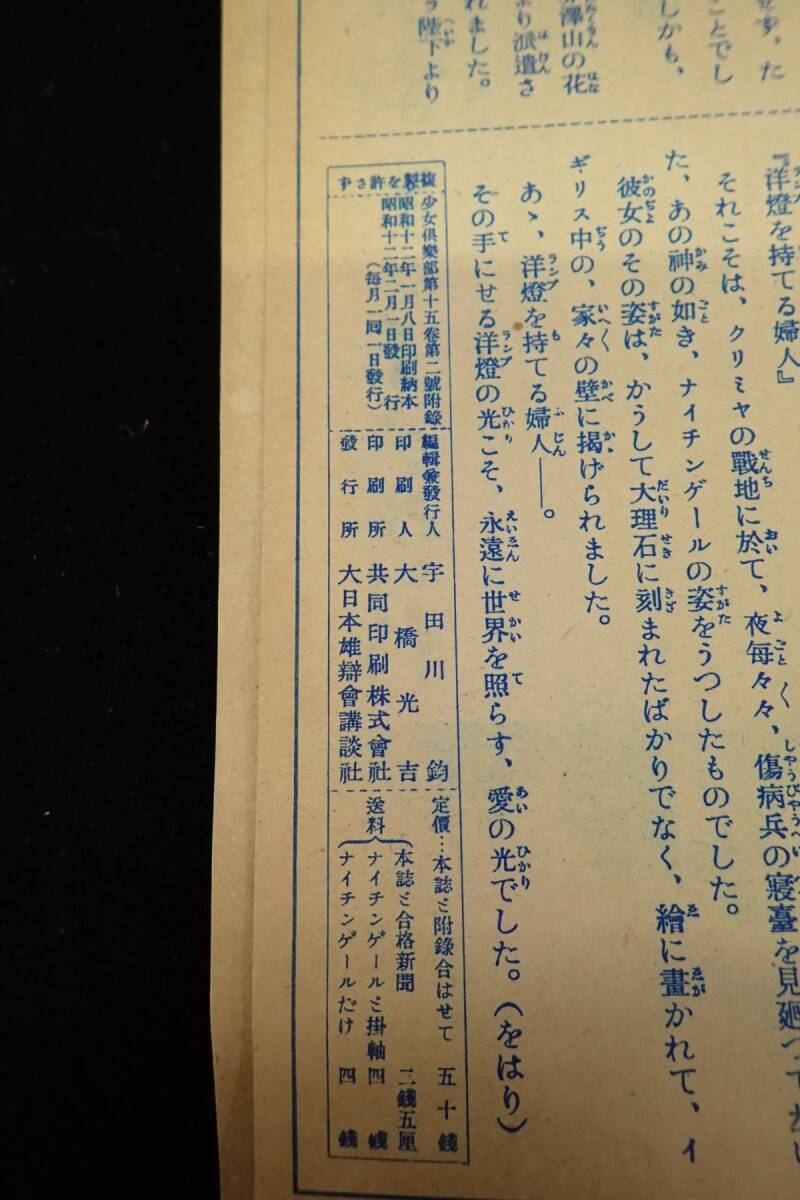 せず、た
ことでし
しかも、
澤山の花
より派遣さ
れました。
陛下より
『洋燈を持てる婦人』
それこそは、クリミヤの戰地に於て、夜每々々、傷病兵の寢臺を見廻つて
た、あの神の如き、ナイチンゲールの姿をうつしたものでした。
彼女のその姿は、かうして大理石に刻まれたばかりでなく、繪に畫かれて、イ
ギリス中の、家々の壁に揭げられました。
あゝ、洋燈を持てる婦人――。
その手にせる洋燈の光こそ、永遠に世界を照らす、愛の光でした。(をはり)
複製を許さず
少女倶樂部第十五卷第二號附錄
昭和十二年一月八日印刷納本
昭和十二年二月一日發行
(每月一回一日發行)
編輯兼發行人 宇田川鈞
印刷人 大橋光吉
印刷所 共同印刷株式會社
發行所 大日本雄辯會講談社
定價…本誌と附錄合はせて 五十錢
送料
本誌と合格新聞 二錢五厘
ナイチンゲールと掛軸 四錢
ナイチンゲールだけ 四錢